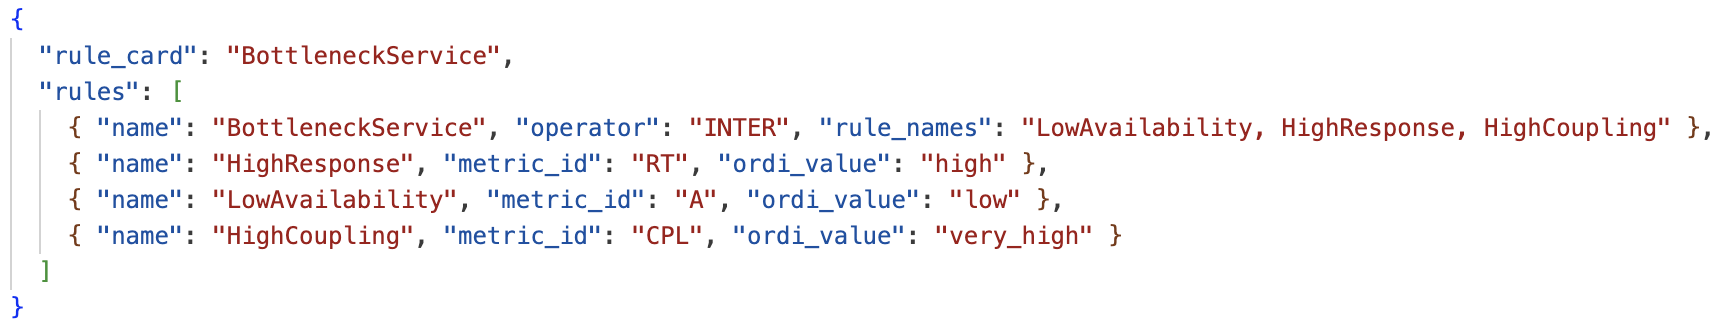 {
"rule_card": "BottleneckService",
"rules": [
{ "name": "BottleneckService", "operator": "INTER", "rule_names": "LowAvailability, HighResponse, HighCoupling" },
{ "name": "HighResponse", "metric_id": "RT", "ordi_value": "high" },
{ "name": "LowAvailability", "metric_id": "A", "ordi_value": "low" },
{ "name": "HighCoupling", "metric_id": "CPL", "ordi_value": "very_high" }
]
}